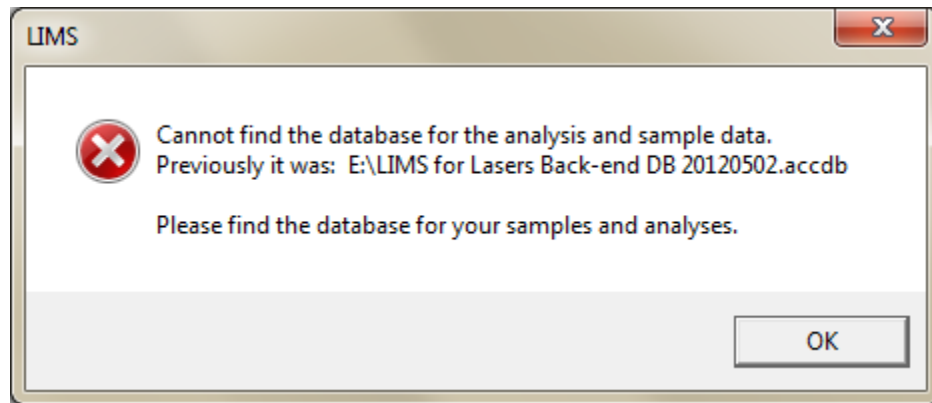 LIMS
Cannot find the database for the analysis and sample data.
Previously it was:  E:\LIMS for Lasers Back-end DB 20120502.accdb
Please find the database for your samples and analyses.
OK